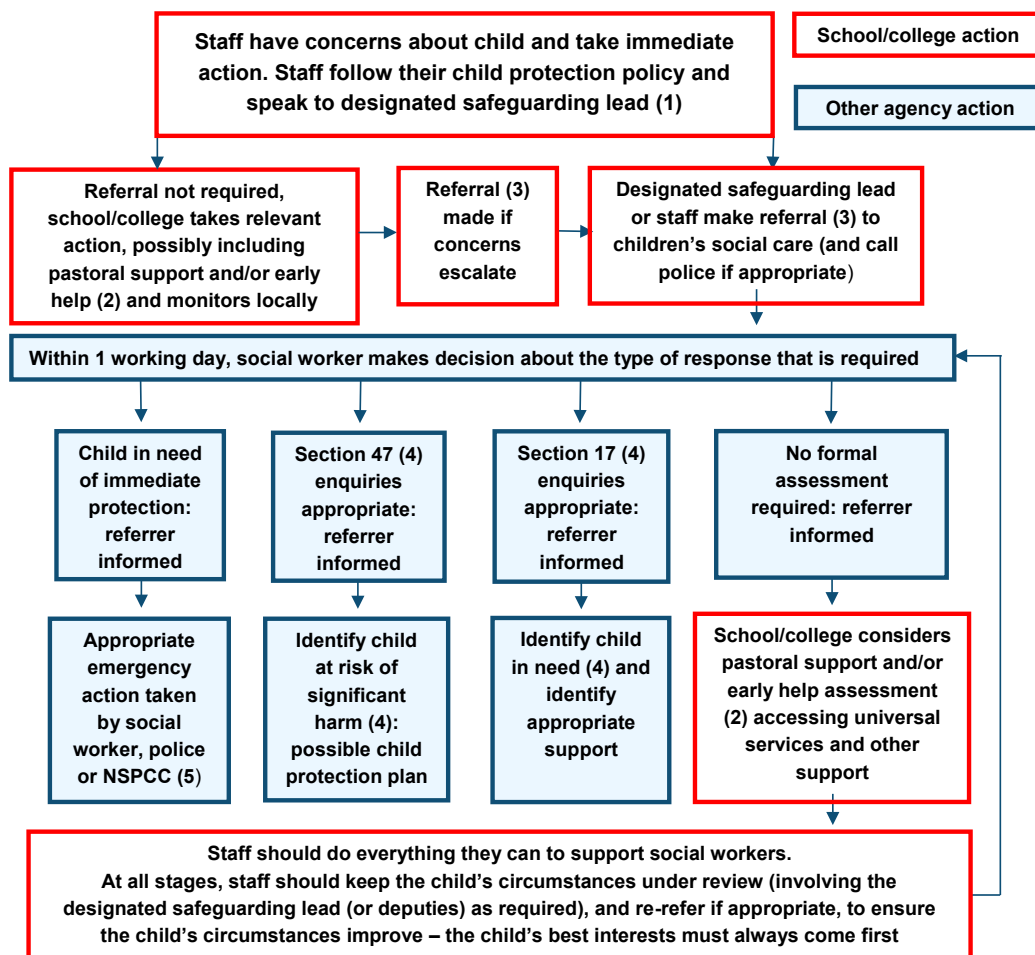 Staff have concerns about child and take immediate
action. Staff follow their child protection policy and
speak to designated safeguarding lead (1)
School/college action
Other agency action
Referral not required,
school/college takes relevant
action, possibly including
pastoral support and/or early
help (2) and monitors locally
Referral (3)
made if
concerns
escalate
Designated safeguarding lead
or staff make referral (3) to
children’s social care (and call
police if appropriate)
Within 1 working day, social worker makes decision about the type of response that is required
Child in need
of immediate
protection:
referrer
informed
Section 47 (4)
enquiries
appropriate:
referrer
informed
Section 17 (4)
enquiries
appropriate:
referrer
informed
No formal
assessment
required: referrer
informed
Appropriate
emergency
action taken
by social
worker, police
or NSPCC (5)
Identify child
at risk of
significant
harm (4):
possible child
protection plan
Identify child
in need (4) and
identify
appropriate
support
School/college considers
pastoral support and/or
early help assessment
(2) accessing universal
services and other
support
Staff should do everything they can to support social workers.
At all stages, staff should keep the child’s circumstances under review (involving the
designated safeguarding lead (or deputies) as required), and re-refer if appropriate, to ensure
the child’s circumstances improve – the child’s best interests must always come first